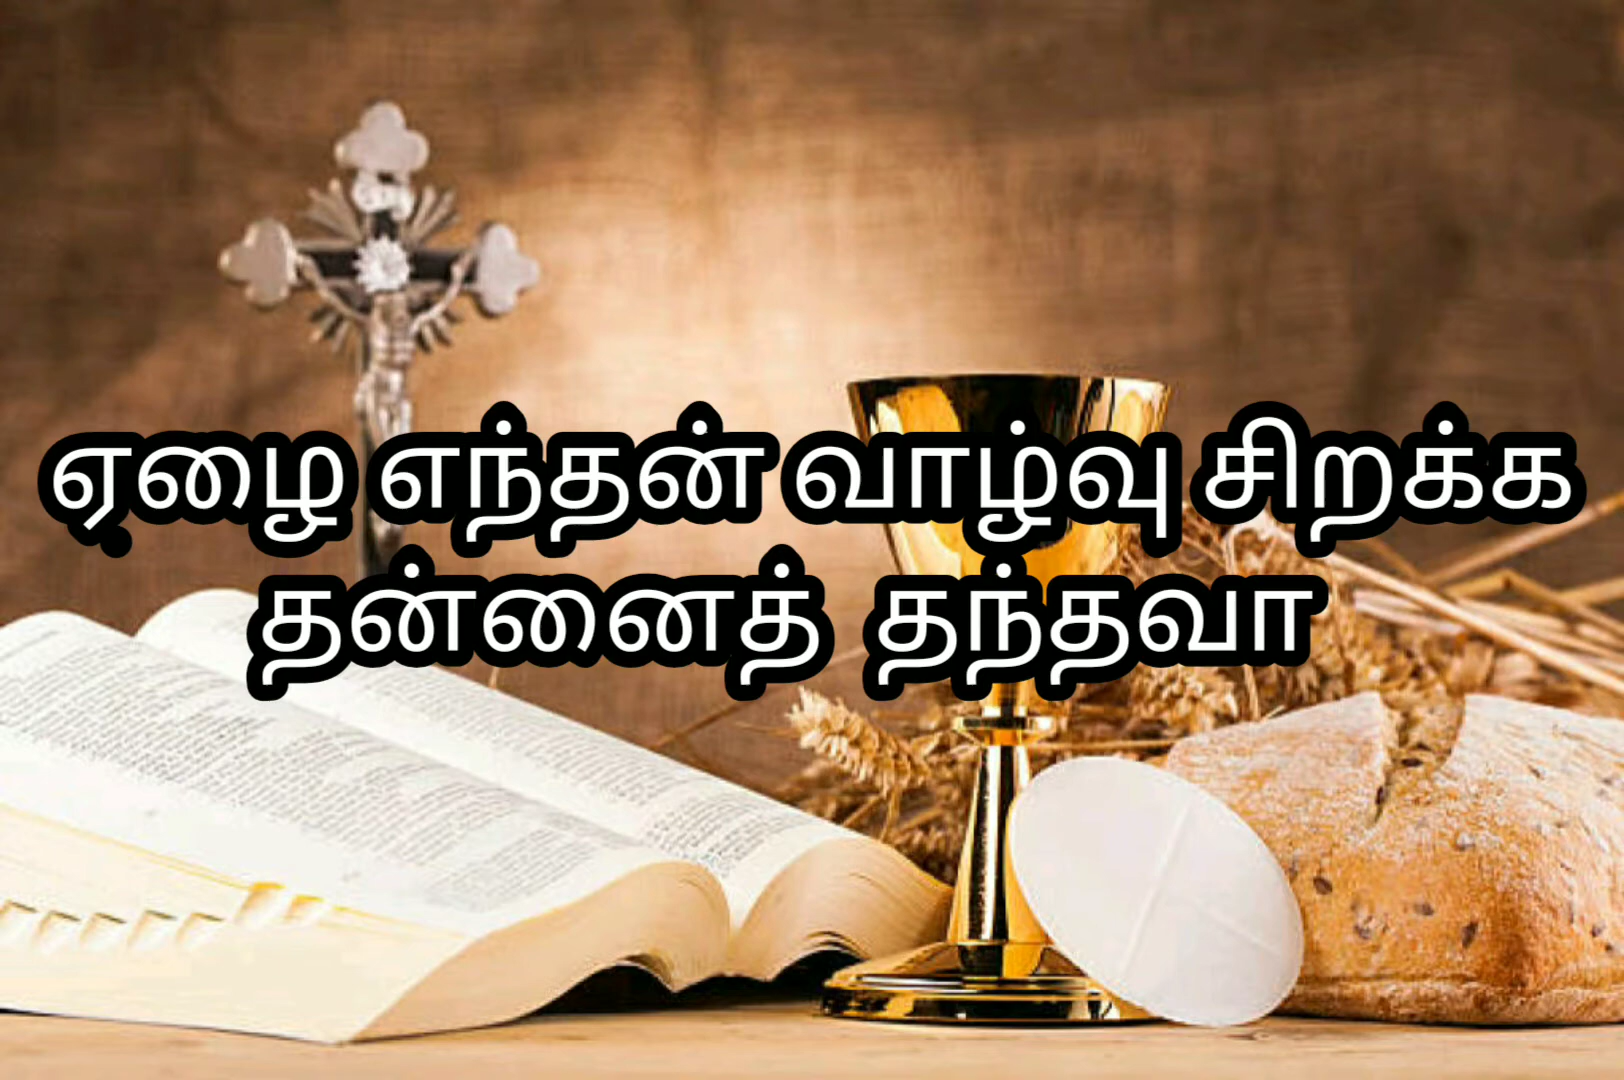 ஏழை எந்தன் வாழ்வு சிறக்க
தன்னைத் தந்தவா